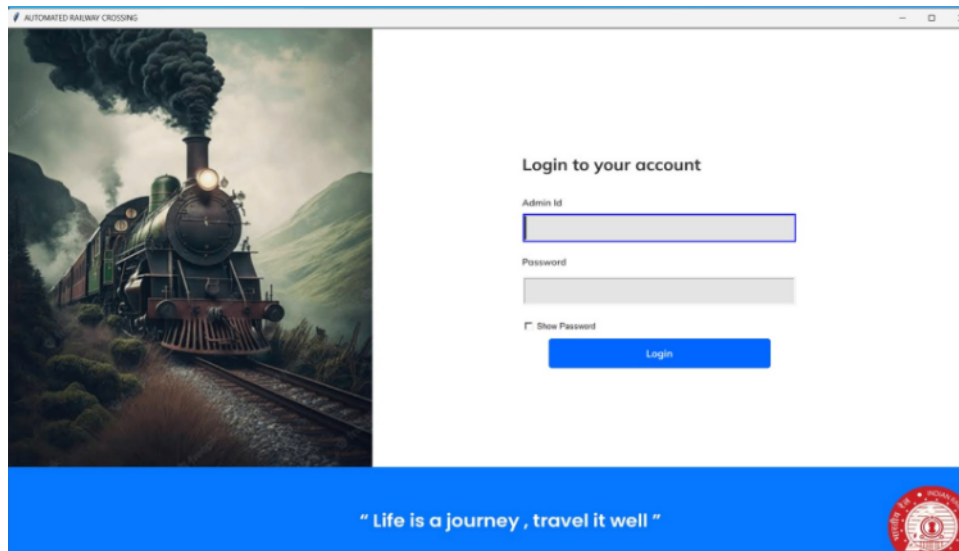 AUTOMATED RAILWAY CROSSING
Login to your account
Admin Id
Password
Show Password
Login
“ Life is a journey , travel it well ”